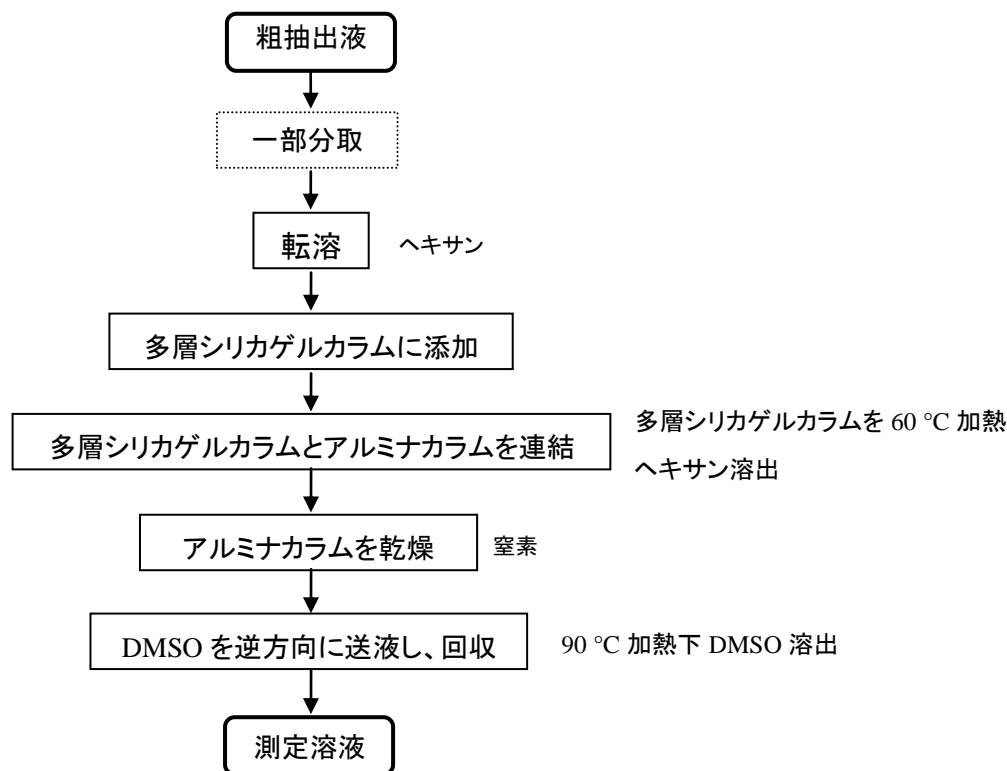 粗抽出液
一部分取
転溶
ヘキサン
多層シリカゲルカラムに添加
多層シリカゲルカラムとアルミナカラムを連結
多層シリカゲルカラムを 60 °C 加熱
ヘキサン溶出
アルミナカラムを乾燥
窒素
DMSO を逆方向に送液し、回収
90 °C 加熱下 DMSO 溶出
測定溶液